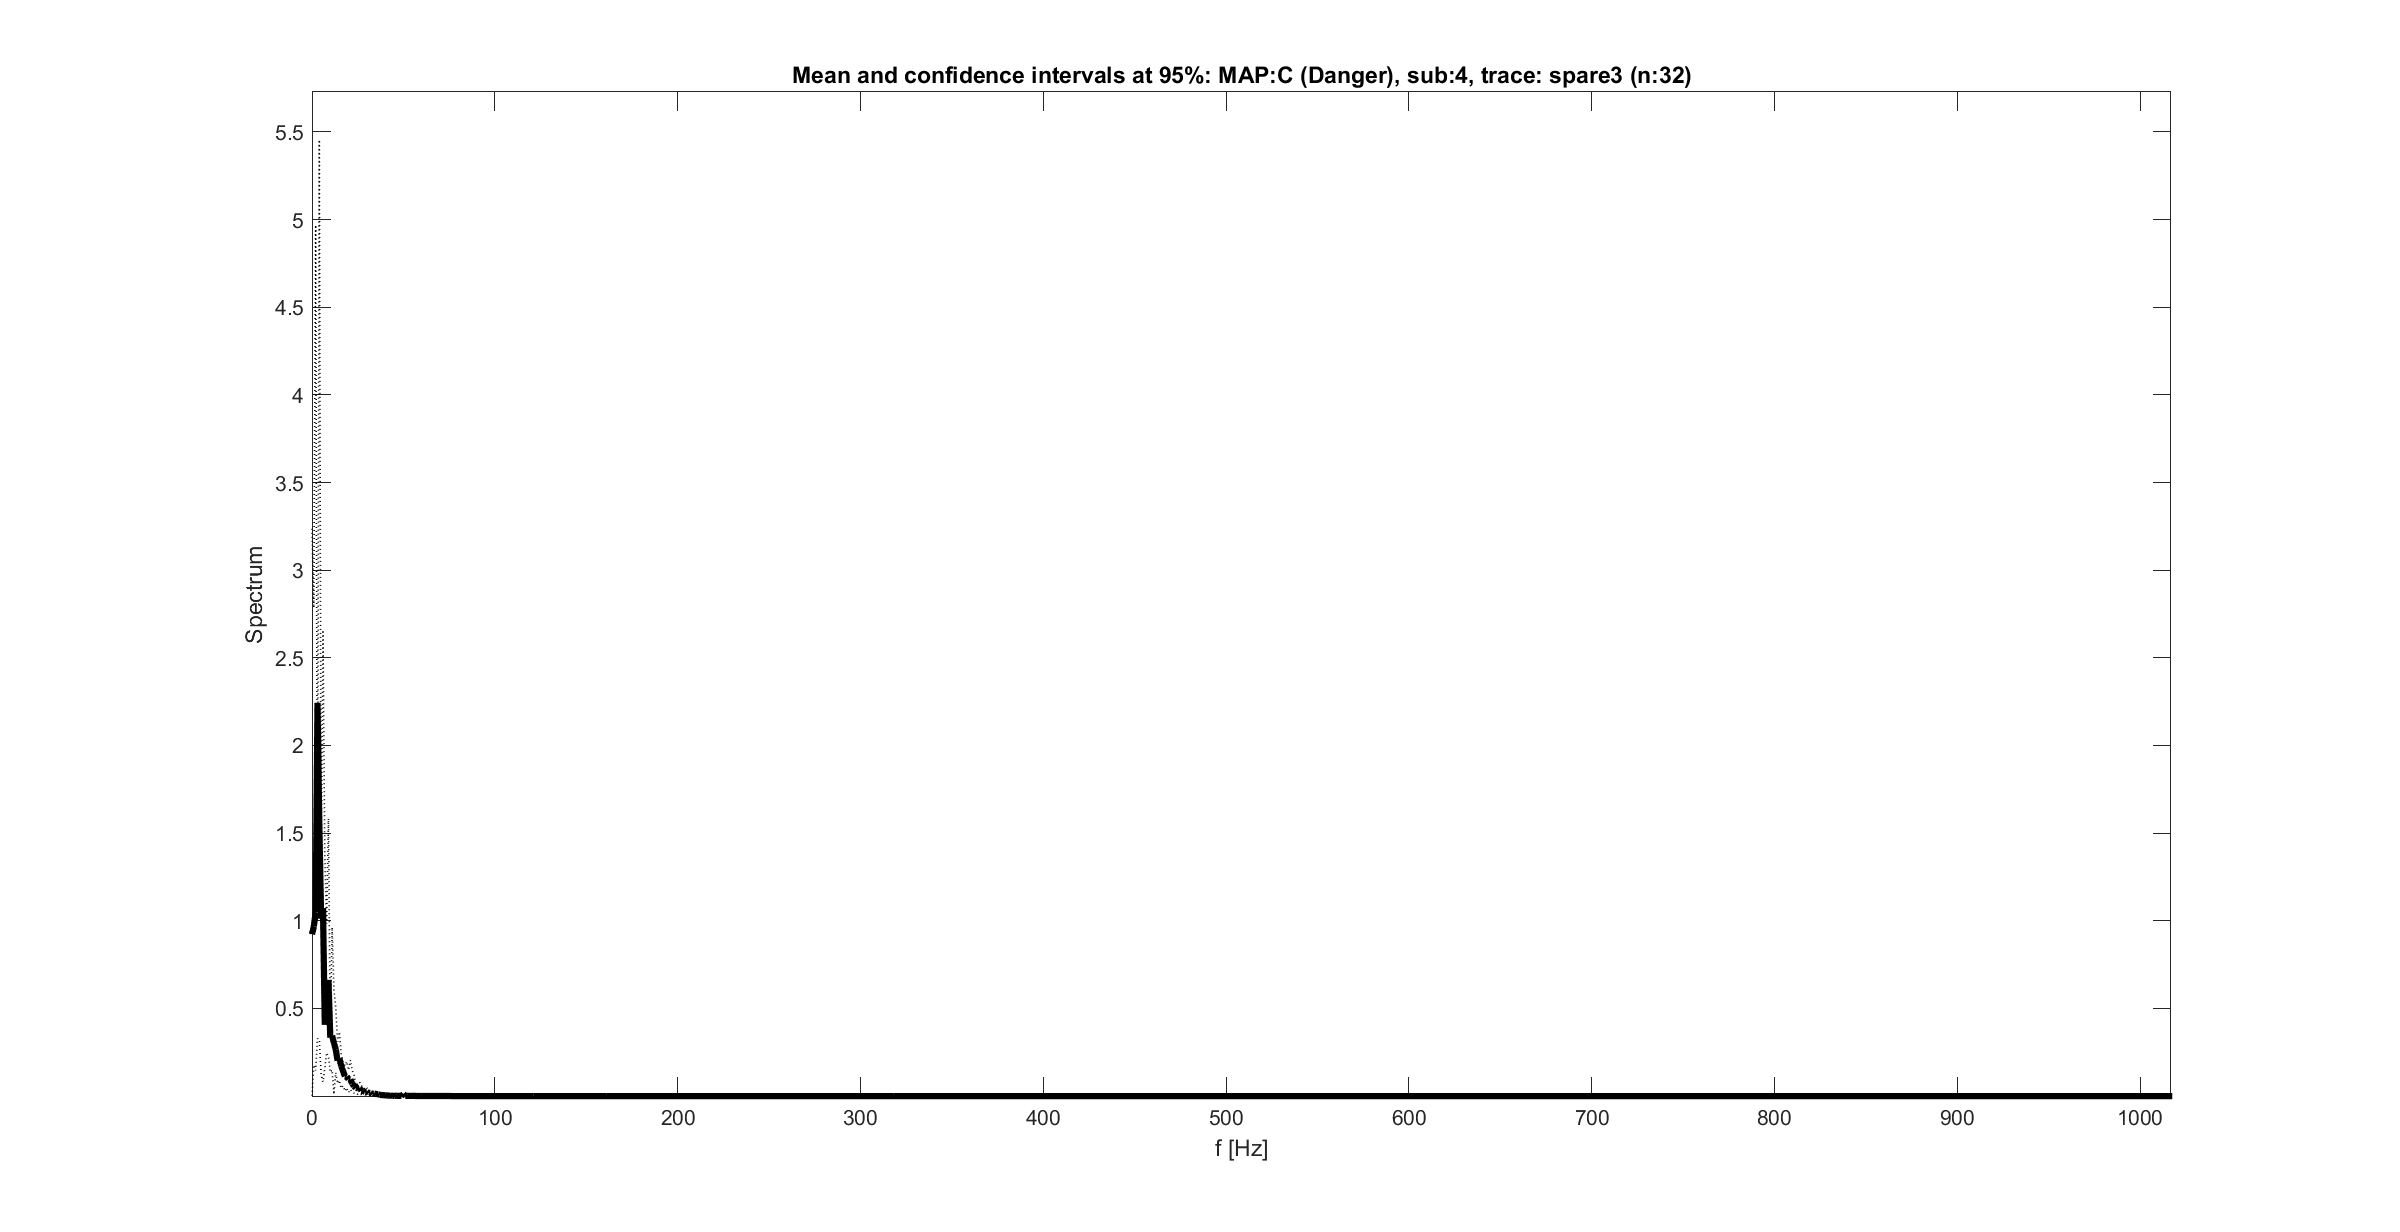 Mean and confidence intervals at 95%: MAP:C (Danger), sub:4, trace: spare3 (n:32)
5.5
5
4.5
4
3.5
3
2.5
2
1.5
1
0.5
Spectrum
0 100 200 300 400 500 600 700 800 900 1000
f [Hz]